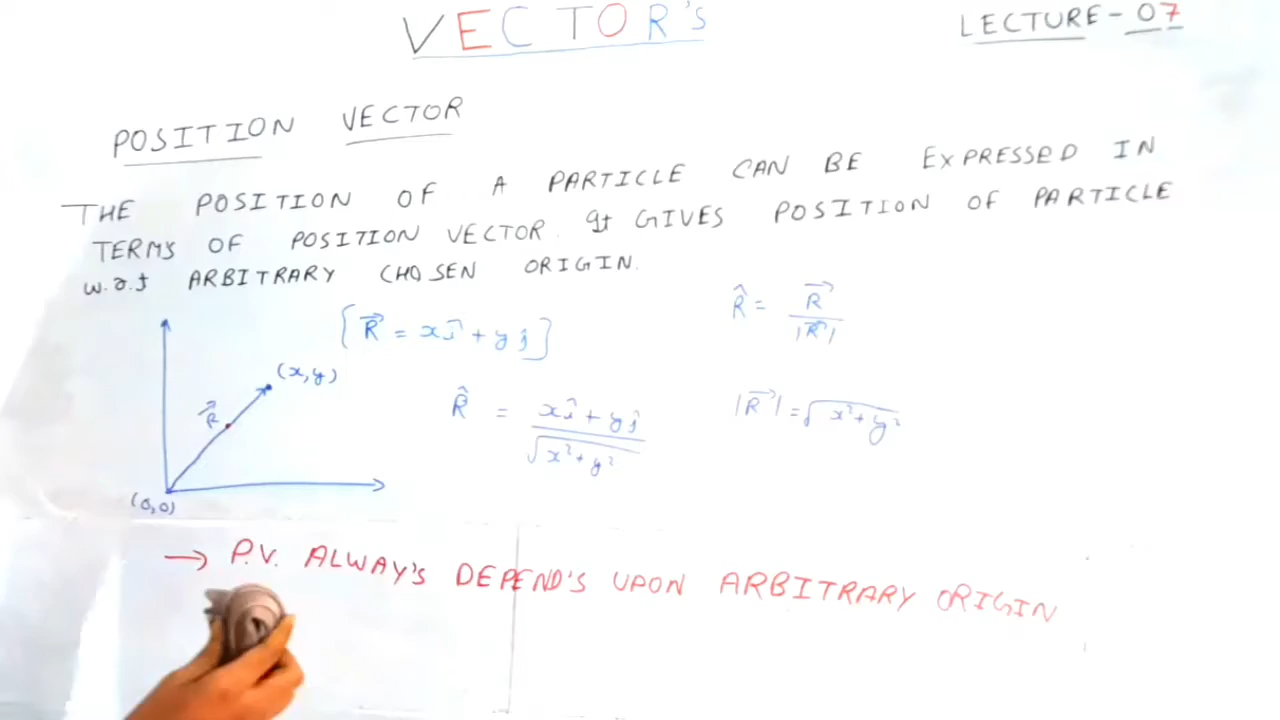 VECTOR'S
LECTURE-07
POSITION VECTOR
THE POSITION OF A PARTICLE CAN BE EXPRESSED IN
TERMS OF POSITION VECTOR. It GIVES POSITION OF PARTICLE
w.r.t ARBITRARY CHOSEN ORIGIN.
[R⃗ = xî + yĵ]
R̂ = R⃗ / |R⃗|
(x,y)
R⃗
R̂ = xî + yĵ / √x²+y²
|R⃗| = √x²+y²
(0,0)
→ P.V. ALWAY'S DEPEND'S UPON ARBITRARY ORIGIN